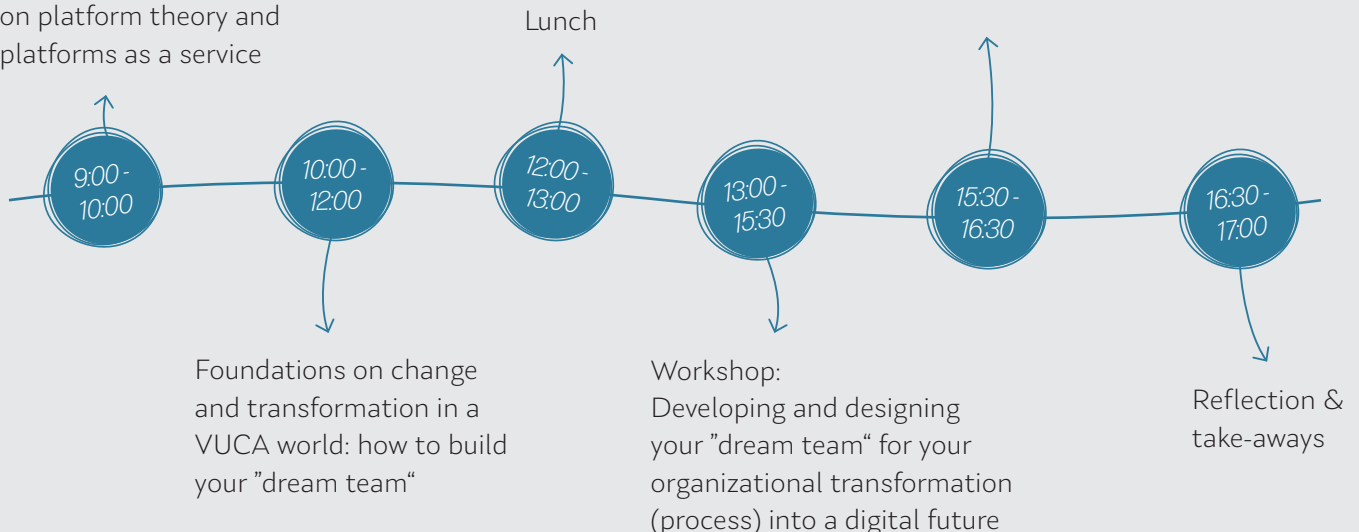 on platform theory and
platforms as a service
Lunch
9:00 -
10:00
10:00 -
12:00
12:00 -
13:00
13:00 -
15:30
15:30 -
16:30
16:30 -
17:00
Foundations on change
and transformation in a
VUCA world: how to build
your ”dream team“
Workshop:
Developing and designing
your ”dream team“ for your
organizational transformation
(process) into a digital future
Reflection &
take-aways